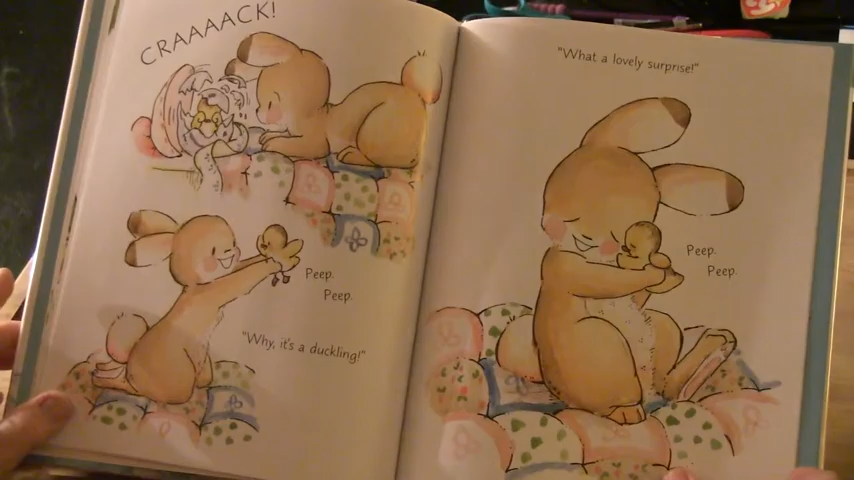 CRAAAACK!
Peep.
Peep.
"Why, it's a duckling!"
"What a lovely surprise!"
Peep.
Peep.